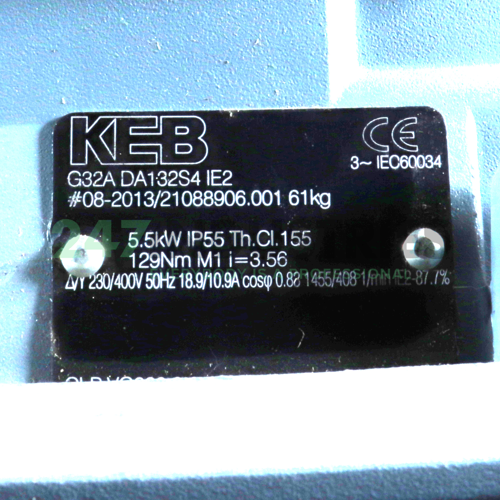 KEB CE
3~ IEC60034
G32A DA132S4 IE2
#08-2013/21088906.001 61kg
5.5kW IP55 Th.Cl.155
129Nm M1 i=3.56
Δ/Y 230/400V 50Hz 18.9/10.9A cosφ 0.83 1455/408 1/min IE2-87.7%